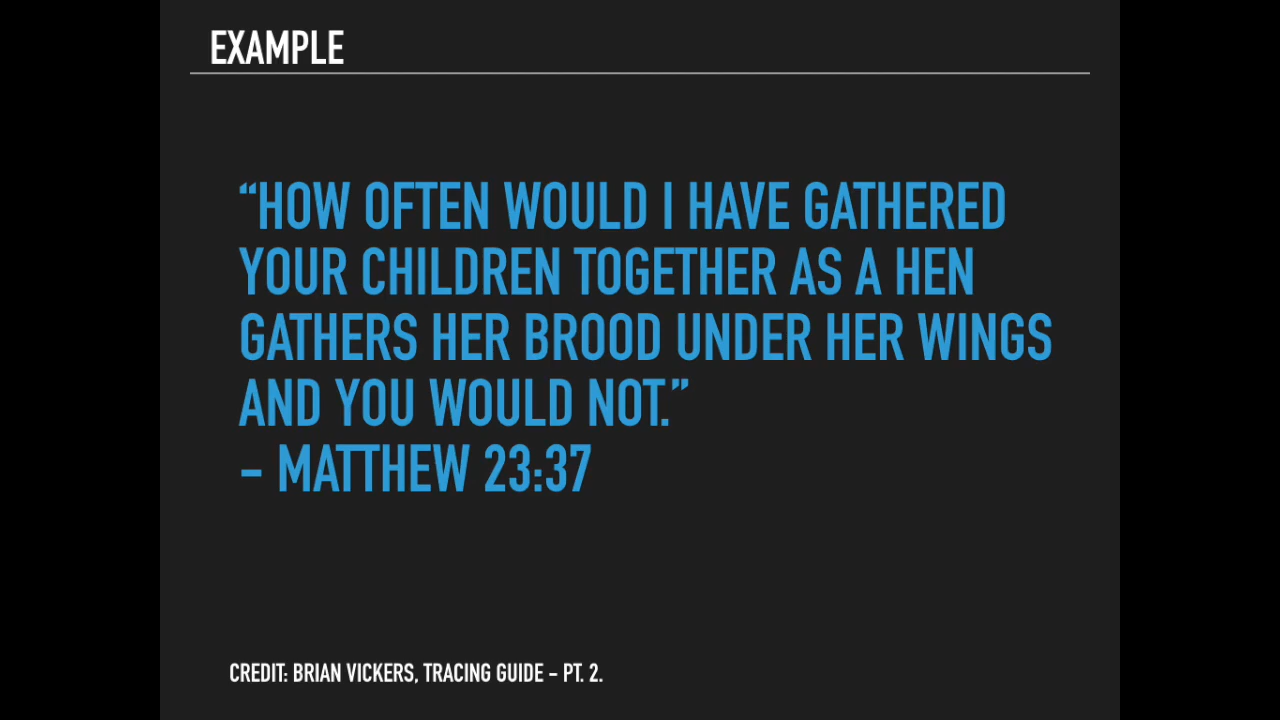 EXAMPLE
“HOW OFTEN WOULD I HAVE GATHERED
YOUR CHILDREN TOGETHER AS A HEN
GATHERS HER BROOD UNDER HER WINGS
AND YOU WOULD NOT.”
– MATTHEW 23:37
CREDIT: BRIAN VICKERS, TRACING GUIDE – PT. 2.